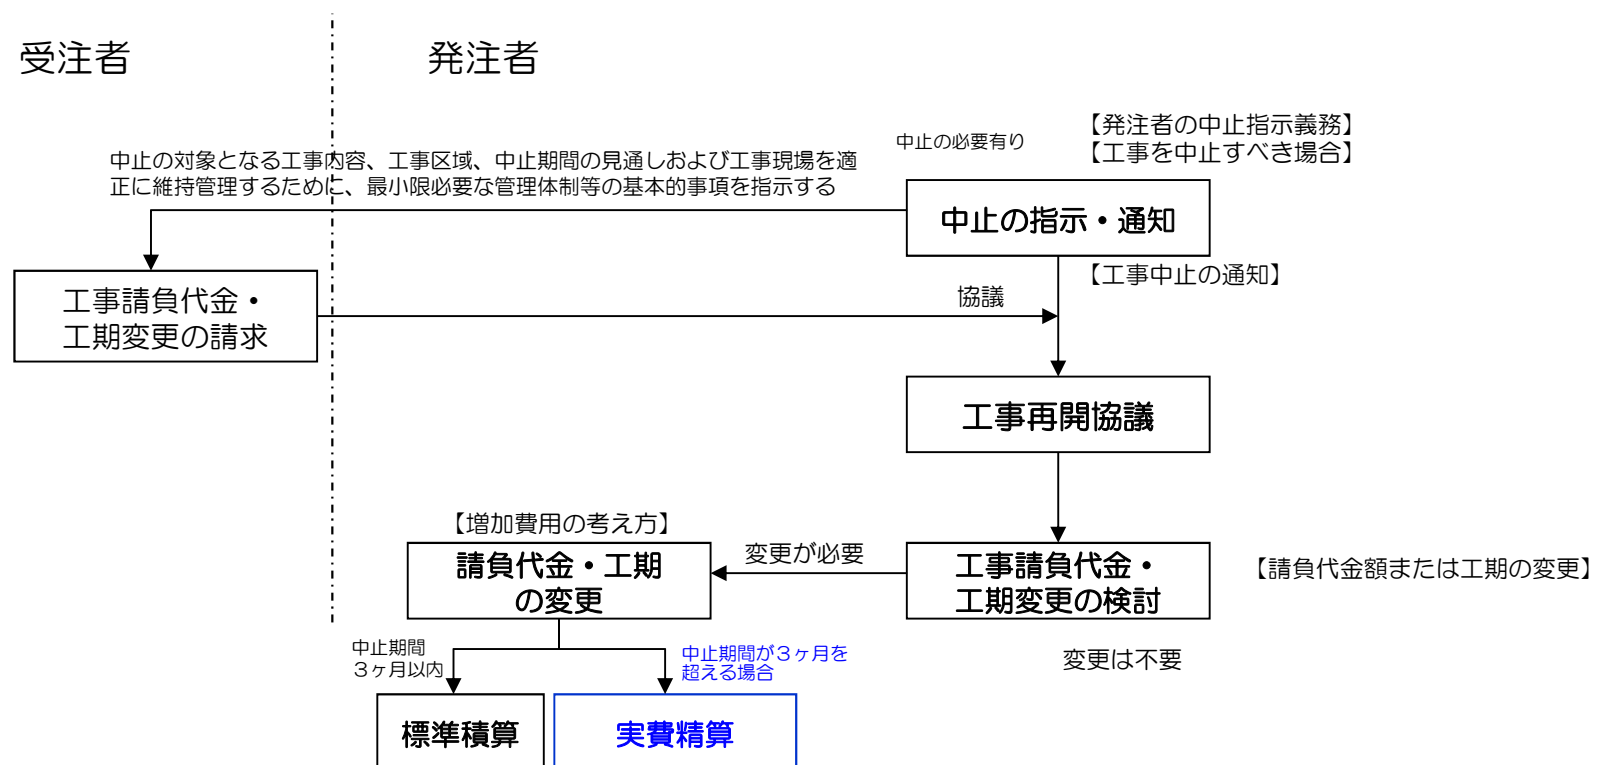 受注者
発注者
中止の必要有り
【発注者の中止指示義務】
【工事を中止すべき場合】
中止の対象となる工事内容、工事区域、中止期間の見通しおよび工事現場を適
正に維持管理するために、最小限必要な管理体制等の基本的事項を指示する
中止の指示・通知
【工事中止の通知】
工事請負代金・
工期変更の請求
協議
工事再開協議
【増加費用の考え方】
請負代金・工期
の変更
変更が必要
工事請負代金・
工期変更の検討
【請負代金額または工期の変更】
中止期間
３ヶ月以内
中止期間が３ヶ月を
超える場合
変更は不要
標準積算
実費精算